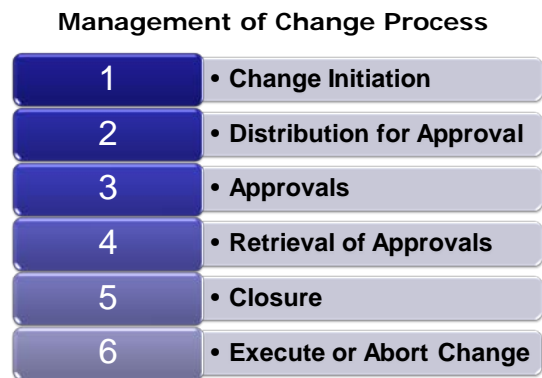 Management of Change Process
1 • Change Initiation
2 • Distribution for Approval
3 • Approvals
4 • Retrieval of Approvals
5 • Closure
6 • Execute or Abort Change